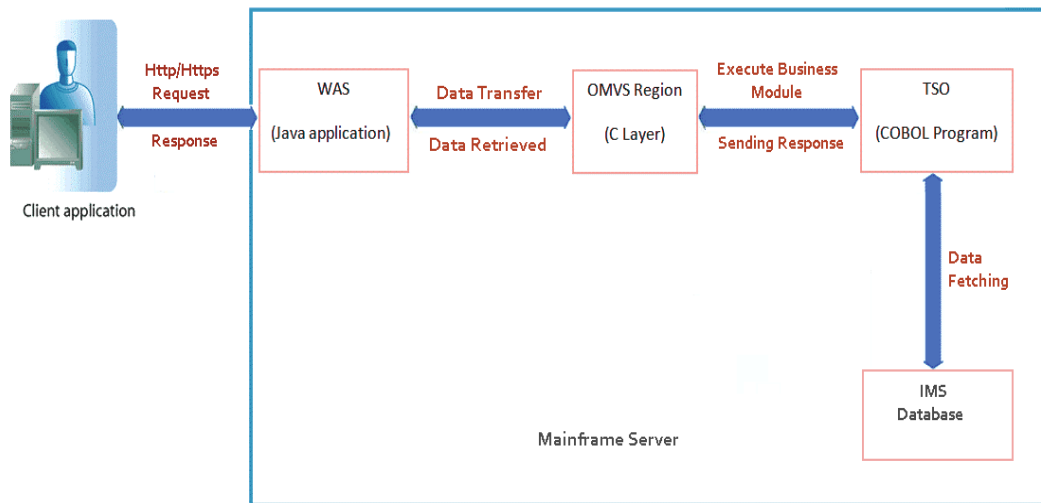 Http/Https
Request
Response
Client application
WAS
(Java application)
Data Transfer
Data Retrieved
OMVS Region
(C Layer)
Execute Business
Module
Sending Response
TSO
(COBOL Program)
Data
Fetching
IMS
Database
Mainframe Server